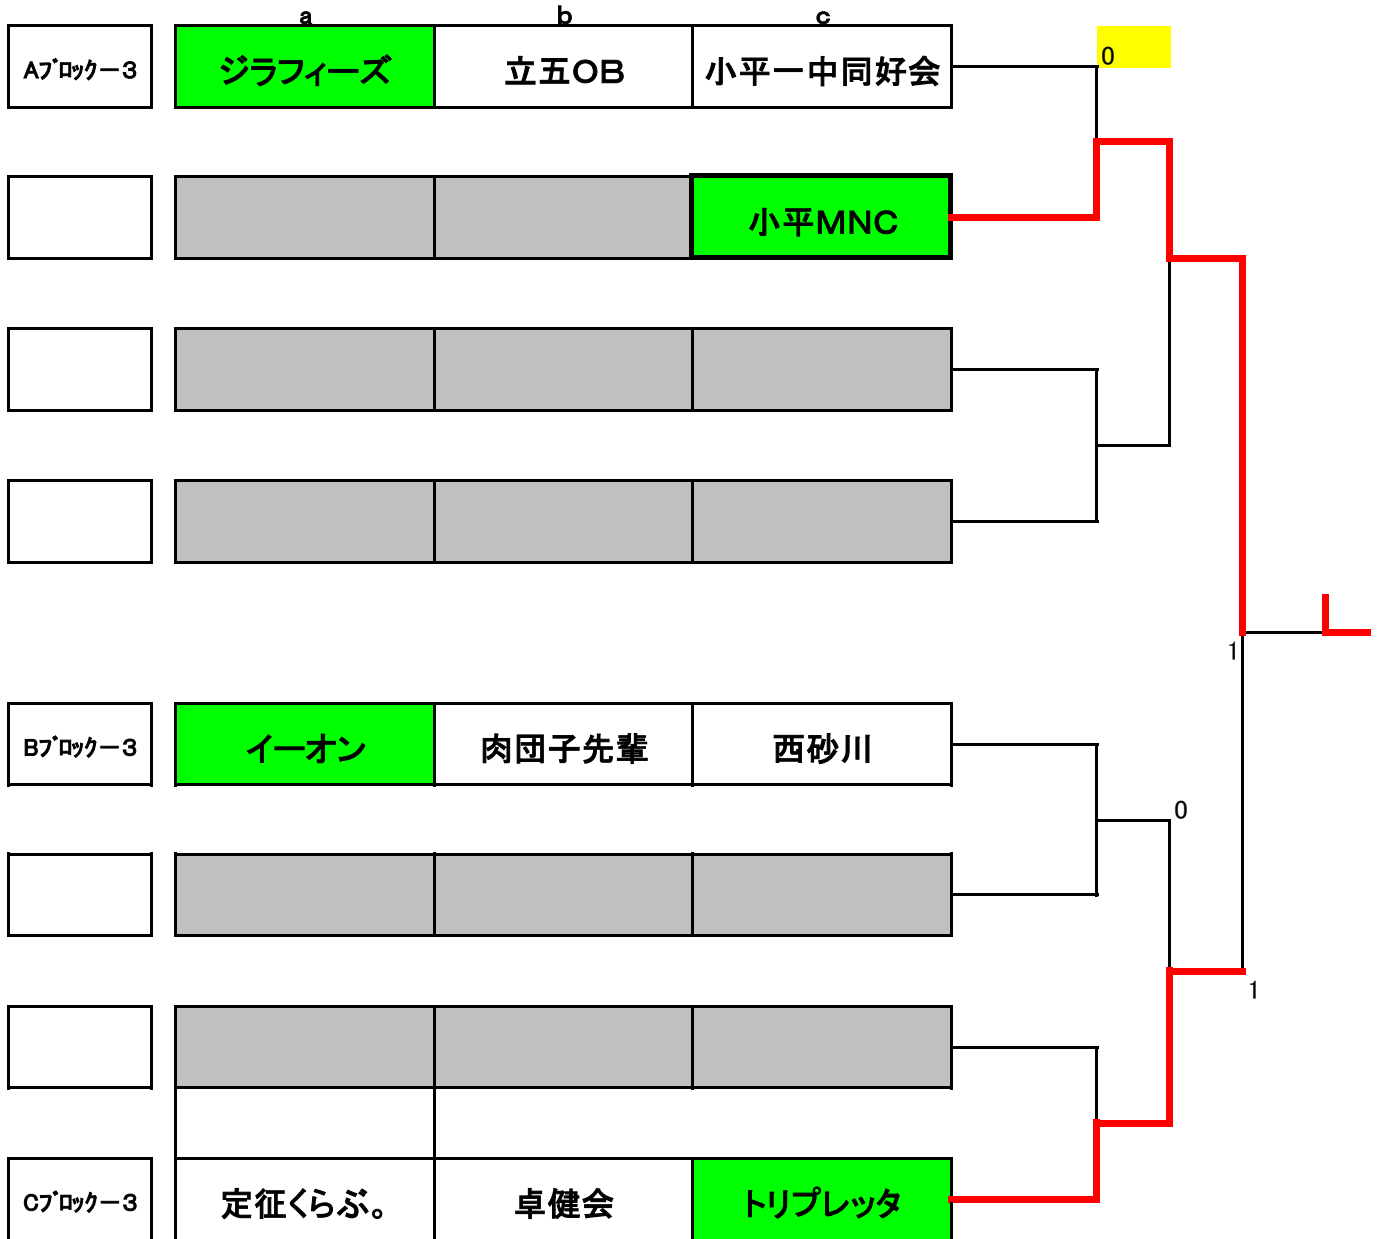 a b c
Aﾌﾞﾛｯｸー3 ジラフィーズ 立五OB 小平一中同好会 0
小平MNC
1
Bﾌﾞﾛｯｸー3 イーオン 肉団子先輩 西砂川
0
1
Cﾌﾞﾛｯｸー3 定征くらぶ。 卓健会 トリプレッタ